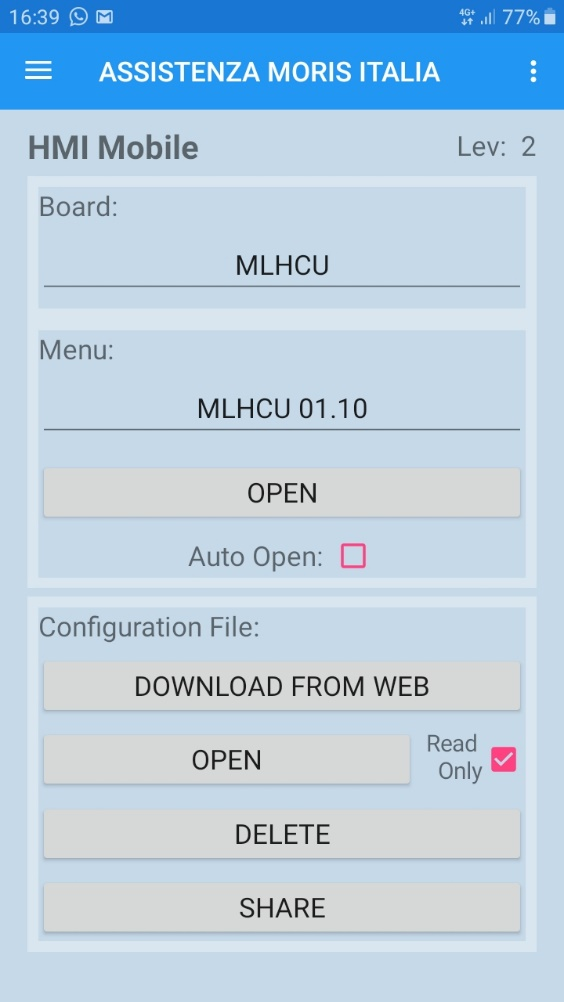 16:39 4G+ 77%
ASSISTENZA MORIS ITALIA
HMI Mobile Lev: 2
Board:
MLHCU
Menu:
MLHCU 01.10
OPEN
Auto Open:
Configuration File:
DOWNLOAD FROM WEB
OPEN
Read
Only
DELETE
SHARE